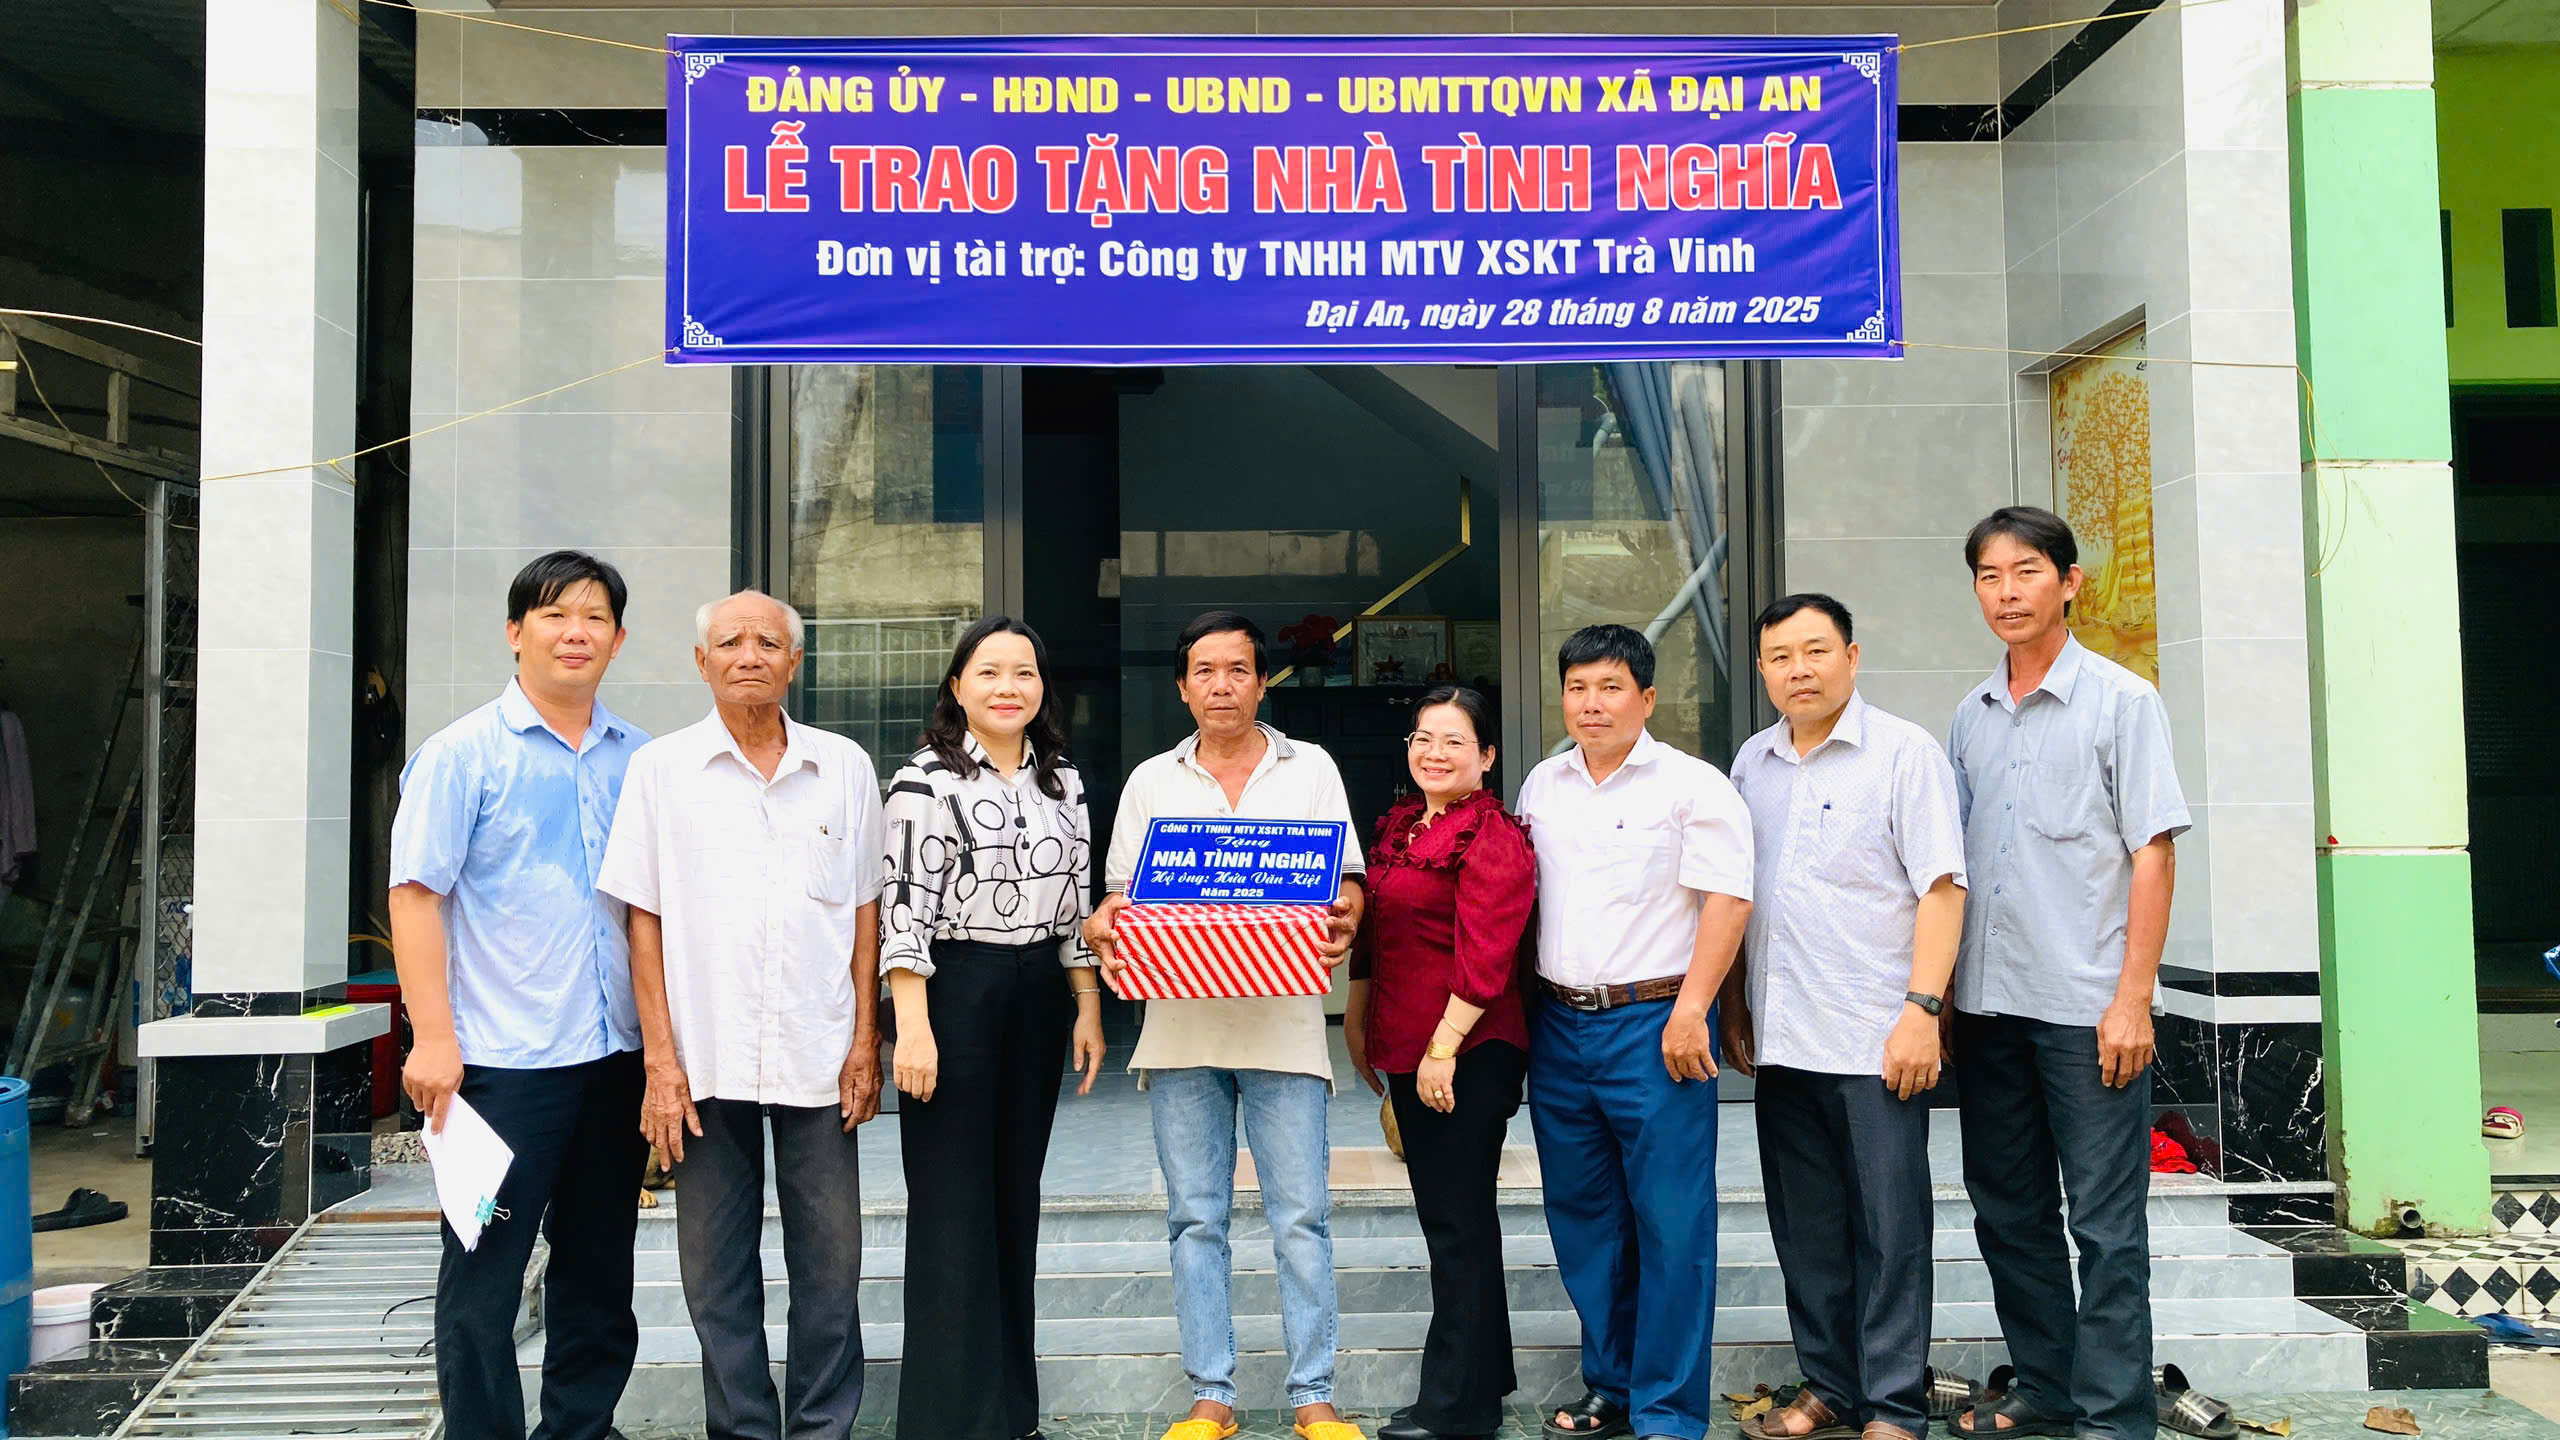 ĐẢNG ỦY - HĐND - UBND - UBMTTQVN XÃ ĐẠI AN
LỄ TRAO TẶNG NHÀ TÌNH NGHĨA
Đơn vị tài trợ: Công ty TNHH MTV XSKT Trà Vinh
Đại An, ngày 28 tháng 8 năm 2025
CÔNG TY TNHH MTV XSKT TRÀ VINH
Tặng
NHÀ TÌNH NGHĨA
Hộ ông: Hứa Văn Kiệt
Năm 2025